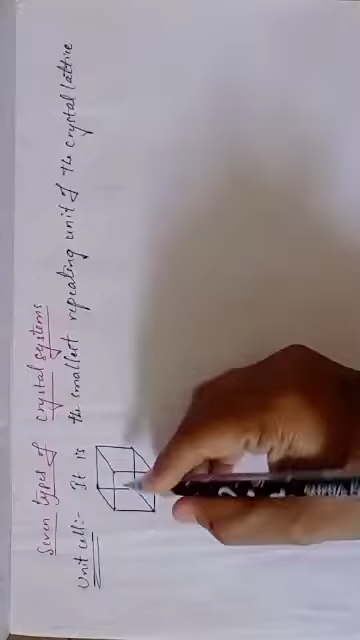 Seven types of crystal systems
Unit cell:- It is the smallest repeating unit of the crystal lattice